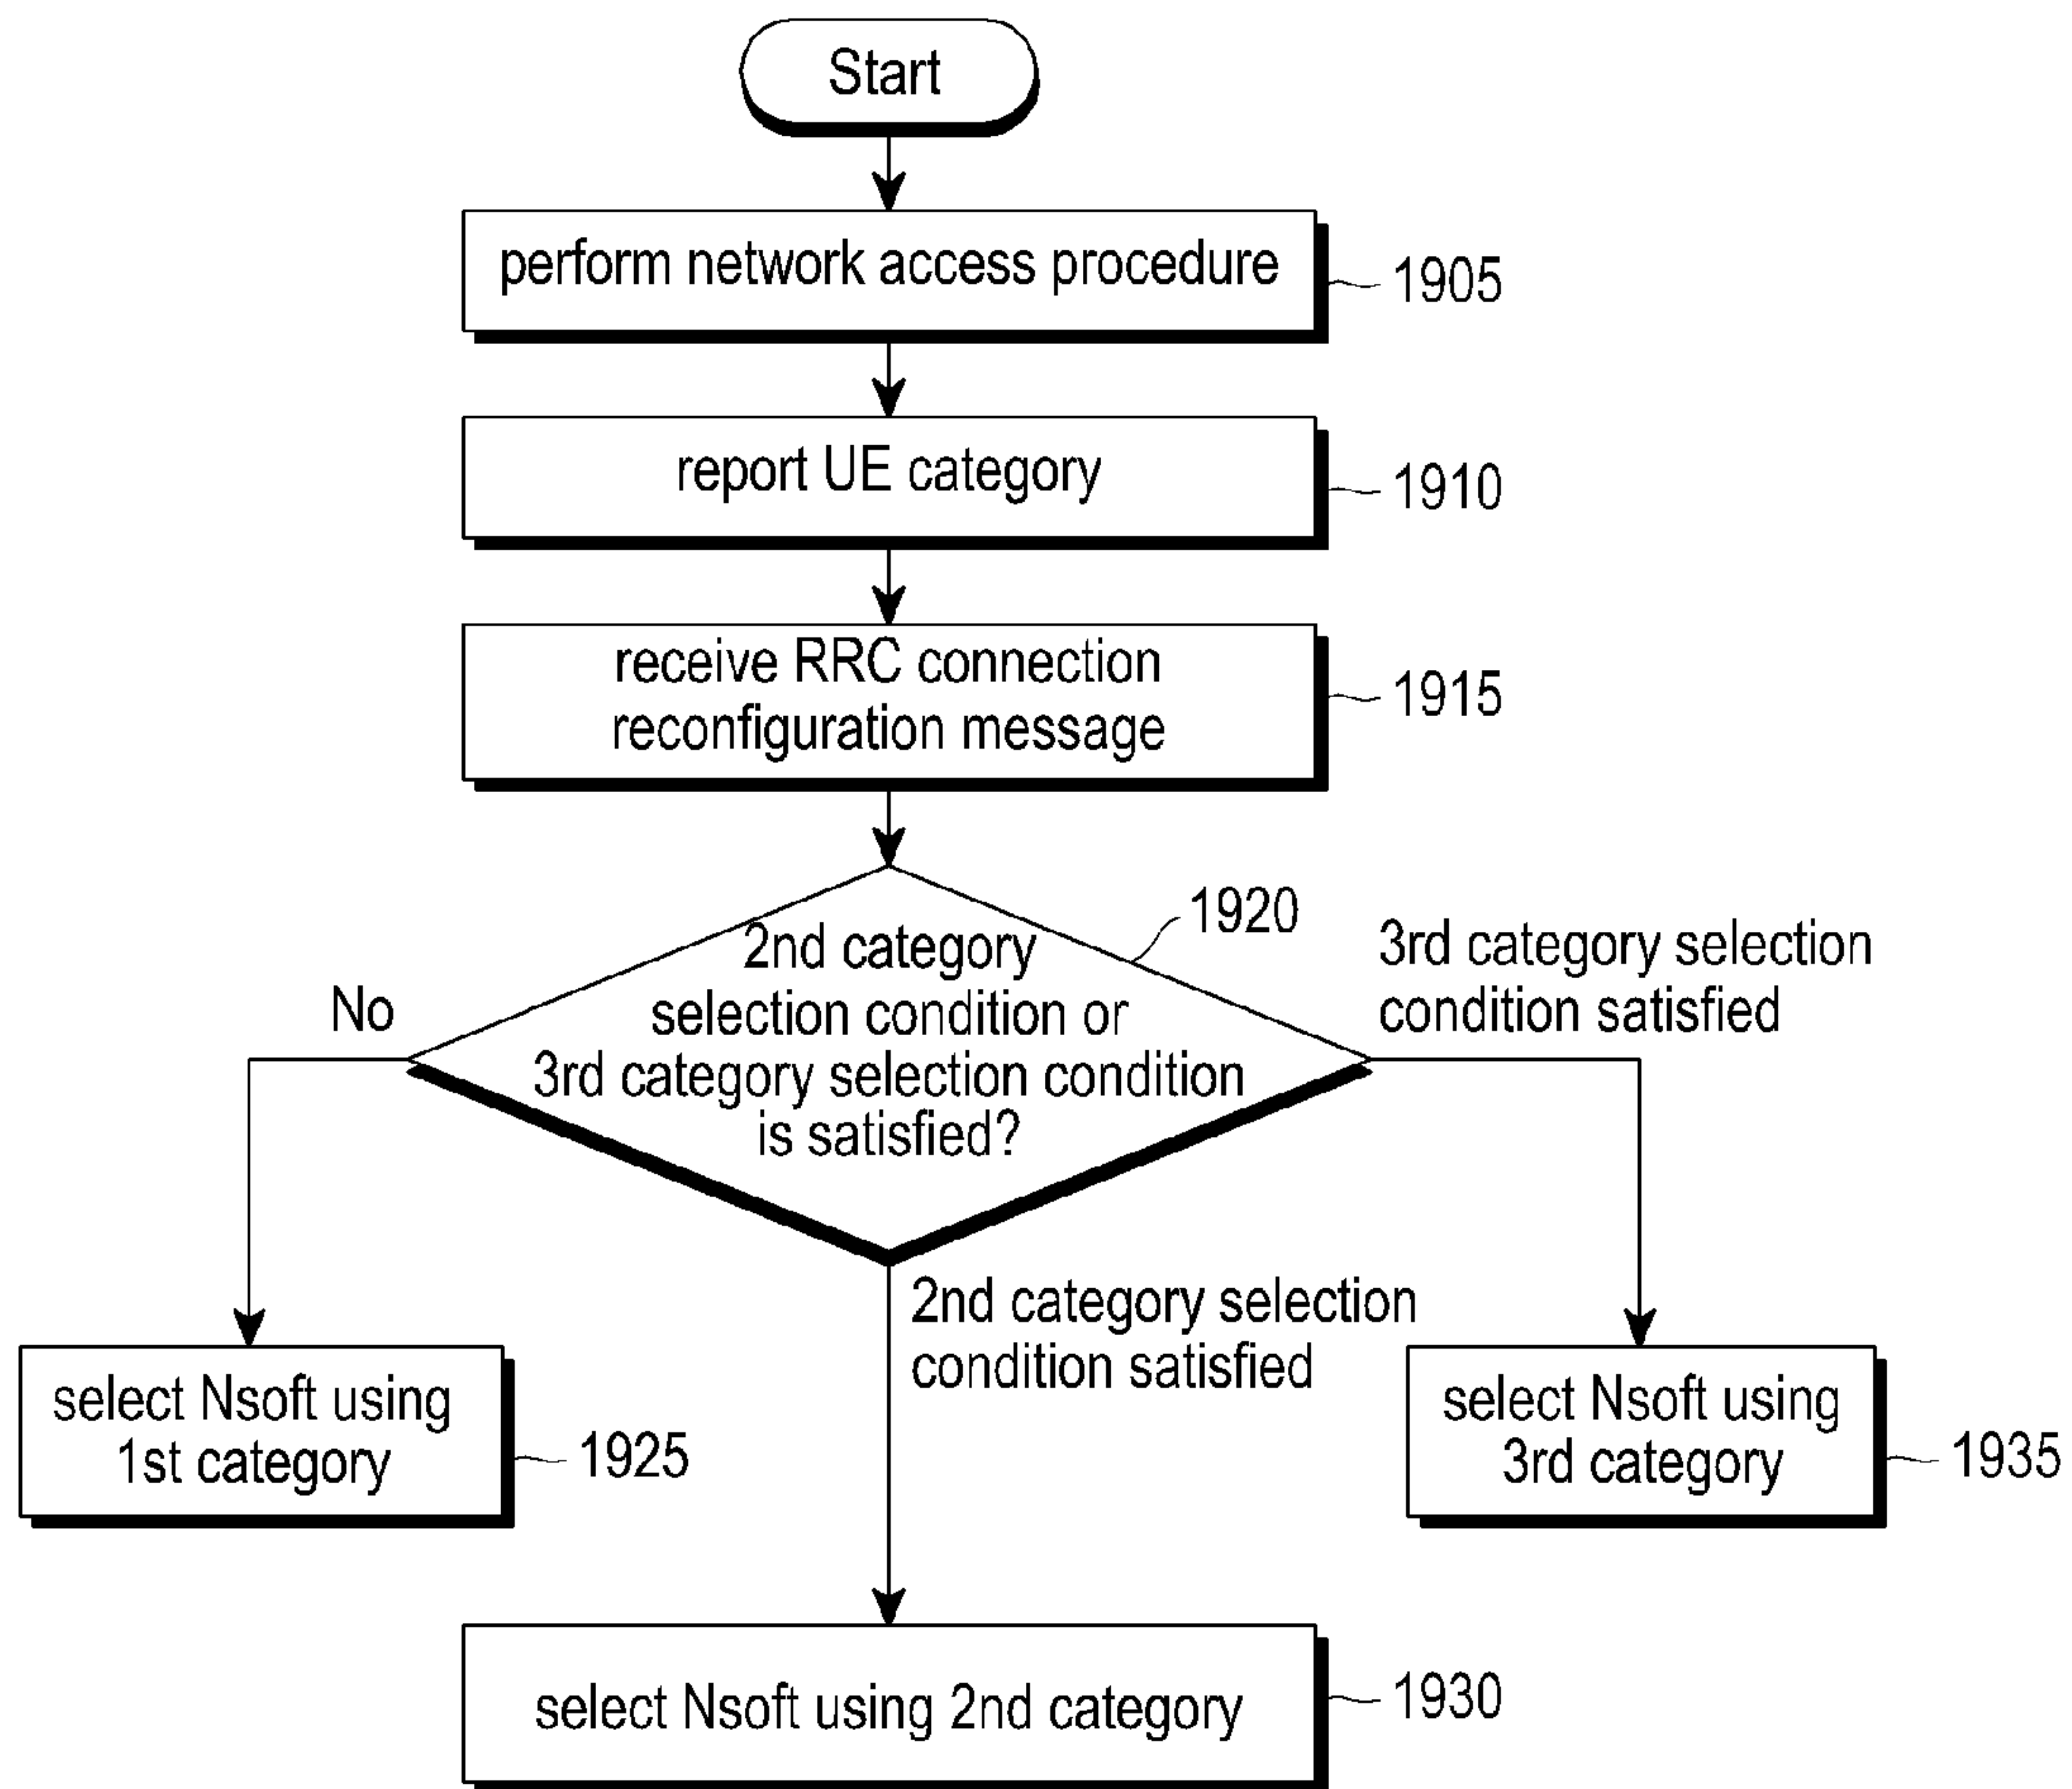 Start
perform network access procedure
1905
report UE category
1910
receive RRC connection
reconfiguration message
1915
1920
2nd category
selection condition or
3rd category selection condition
is satisfied?
No
3rd category selection
condition satisfied
2nd category selection
condition satisfied
select Nsoft using
1st category
1925
select Nsoft using
3rd category
1935
select Nsoft using 2nd category
1930